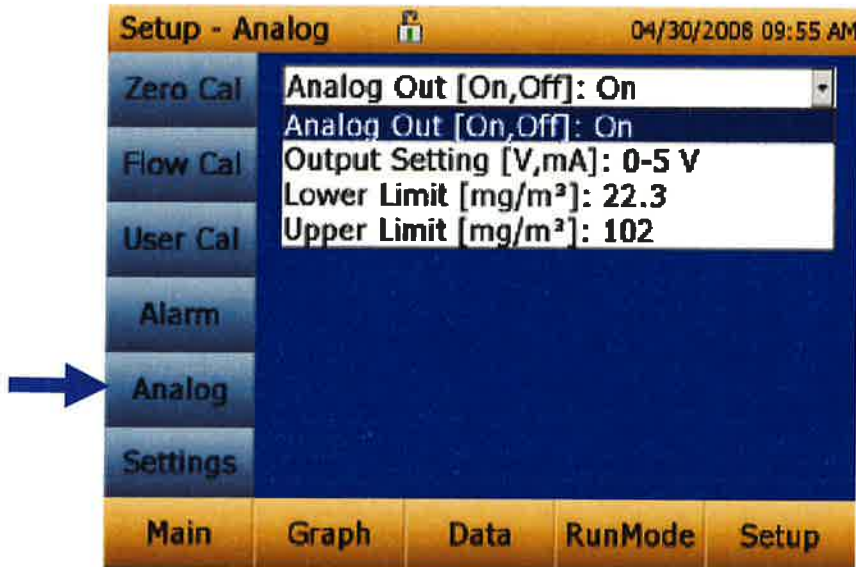 Setup - Analog 04/30/2008 09:55 AM
Zero Cal
Flow Cal
User Cal
Alarm
Analog
Settings
Analog Out [On,Off]: On
Analog Out [On,Off]: On
Output Setting [V,mA]: 0-5 V
Lower Limit [mg/m³]: 22.3
Upper Limit [mg/m³]: 102
Main Graph Data RunMode Setup